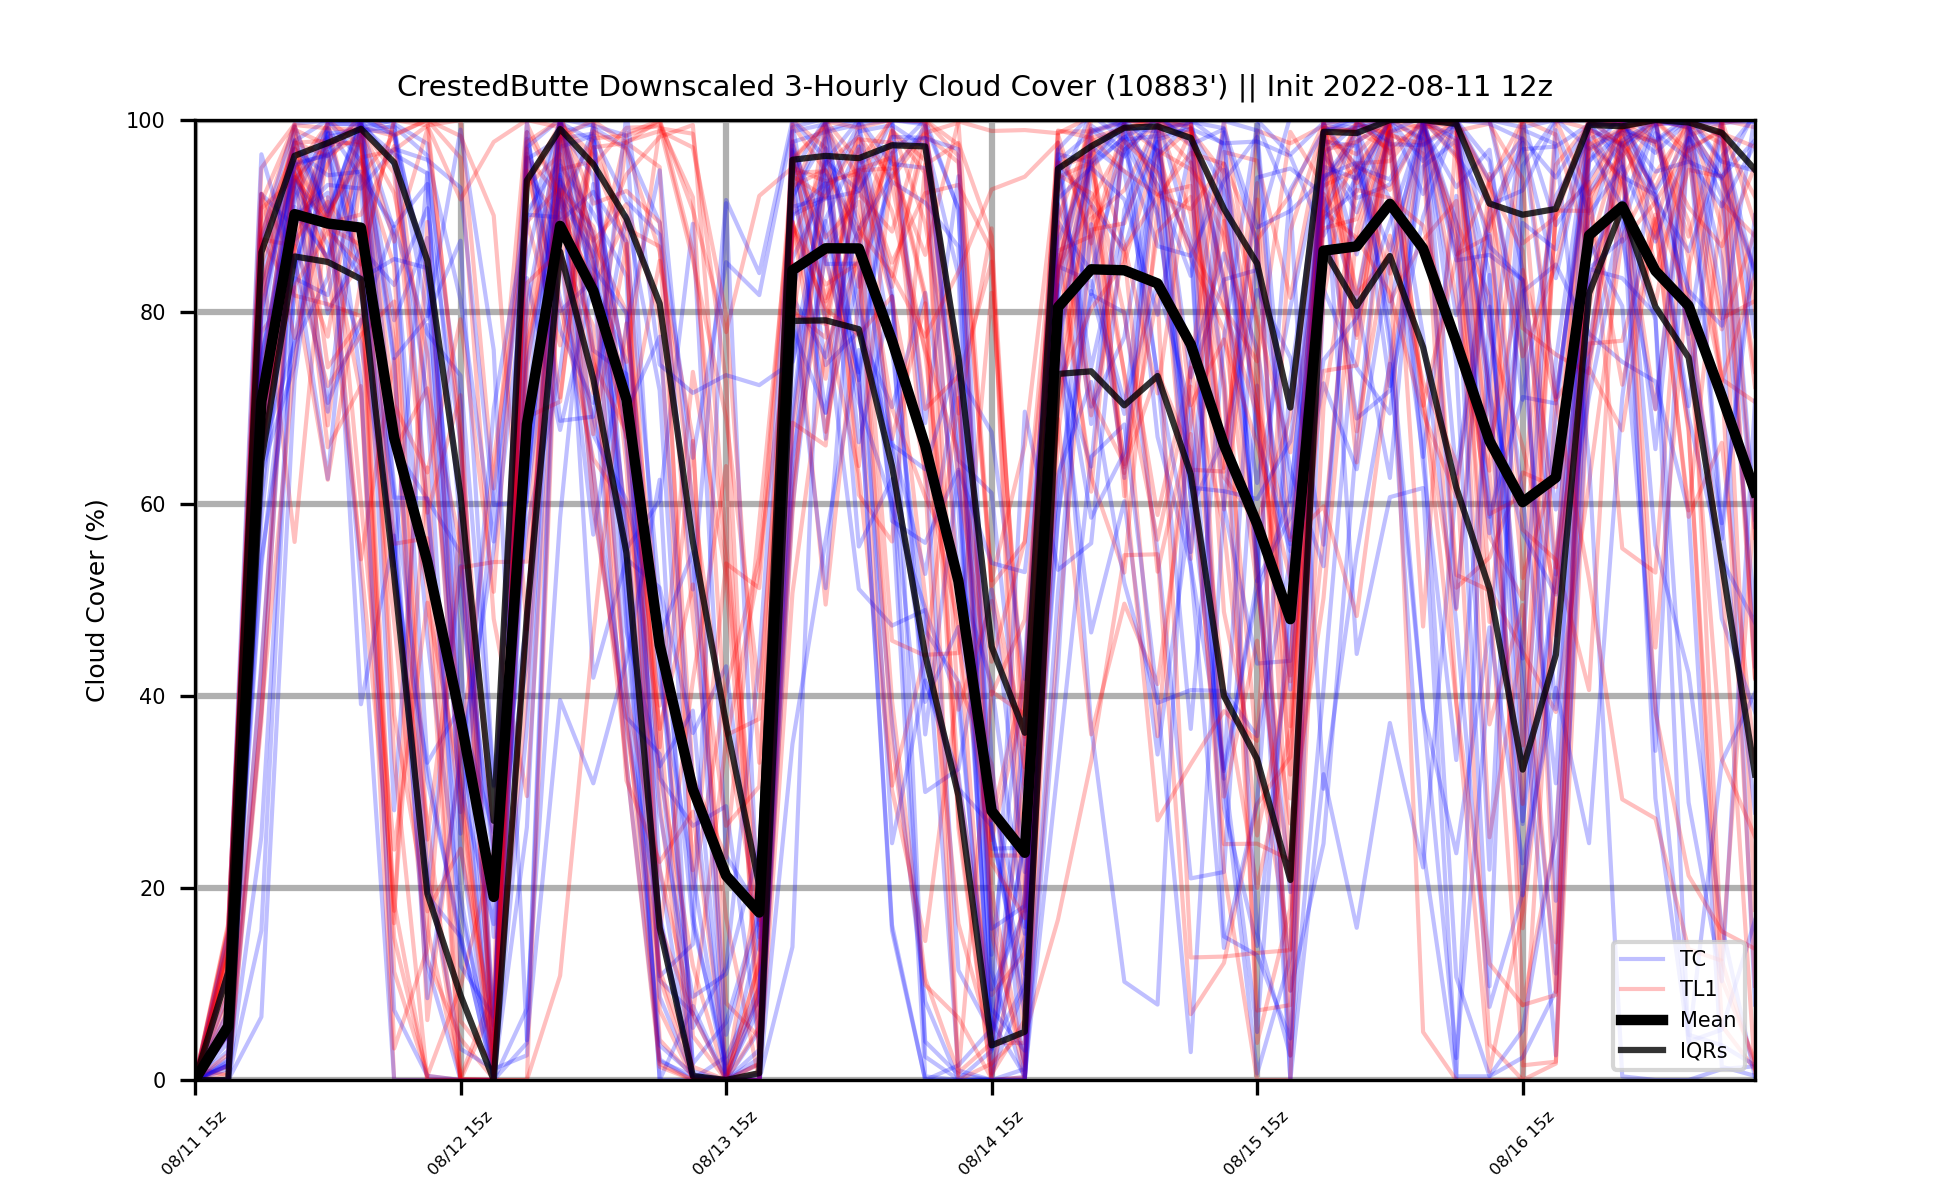 CrestedButte Downscaled 3-Hourly Cloud Cover (10883') || Init 2022-08-11 12z
Cloud Cover (%)
100
80
60
40
20
0
08/11 15z
08/12 15z
08/13 15z
08/14 15z
08/15 15z
08/16 15z
TC
TL1
Mean
IQRs